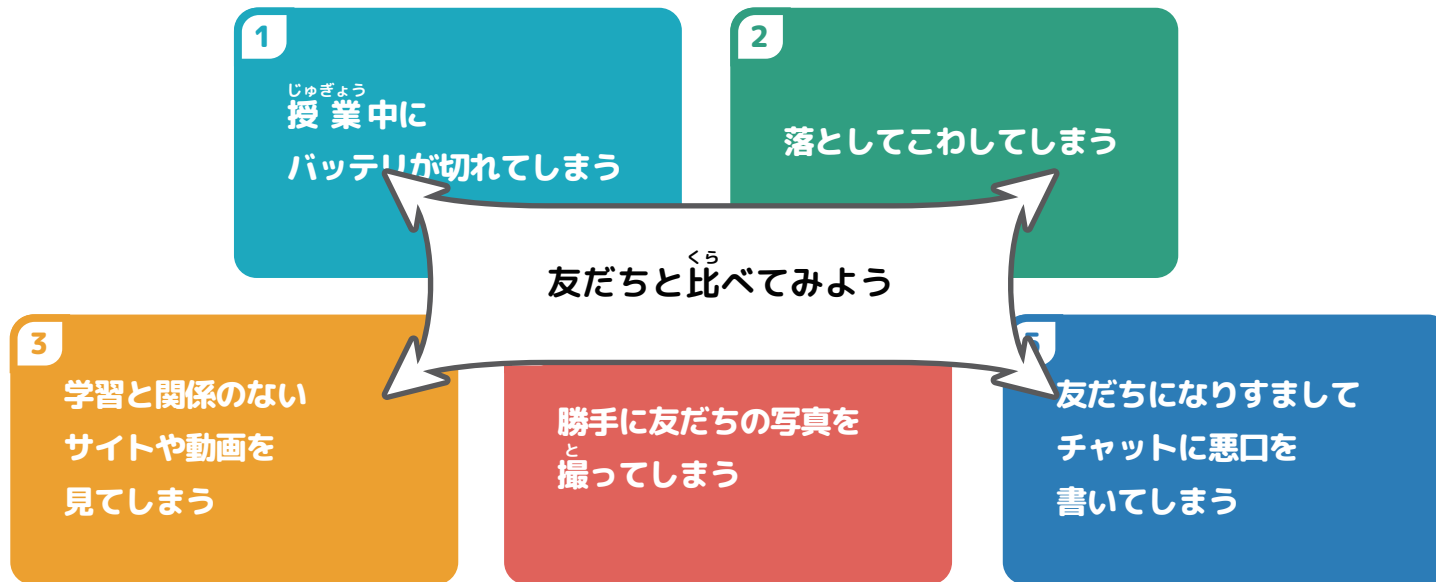 1
授業中に
バッテリが切れてしまう
2
落としてこわしてしまう
友だちと比べてみよう
3
学習と関係のない
サイトや動画を
見てしまう
勝手に友だちの写真を
撮ってしまう
5
友だちになりすまして
チャットに悪口を
書いてしまう
じゅぎょう
くら
と